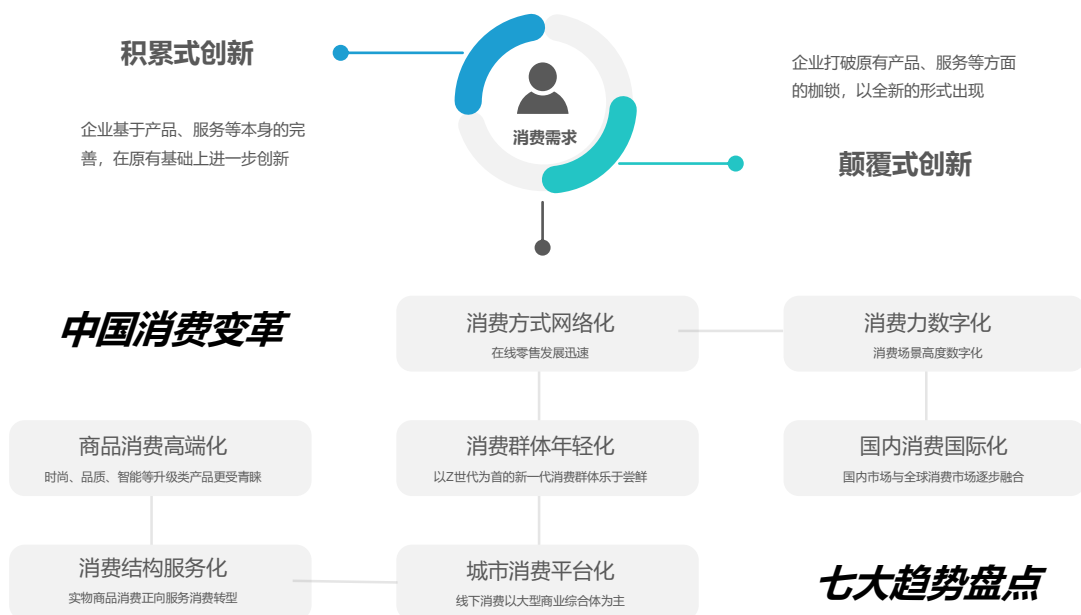 积累式创新
企业基于产品、服务等本身的完
善，在原有基础上进一步创新
消费需求
企业打破原有产品、服务等方面
的枷锁，以全新的形式出现
颠覆式创新
中国消费变革
消费方式网络化
在线零售发展迅速
消费力数字化
消费场景高度数字化
商品消费高端化
时尚、品质、智能等升级类产品更受青睐
消费群体年轻化
以Z世代为首的新一代消费群体乐于尝鲜
国内消费国际化
国内市场与全球消费市场逐步融合
消费结构服务化
实物商品消费正向服务消费转型
城市消费平台化
线下消费以大型商业综合体为主
七大趋势盘点